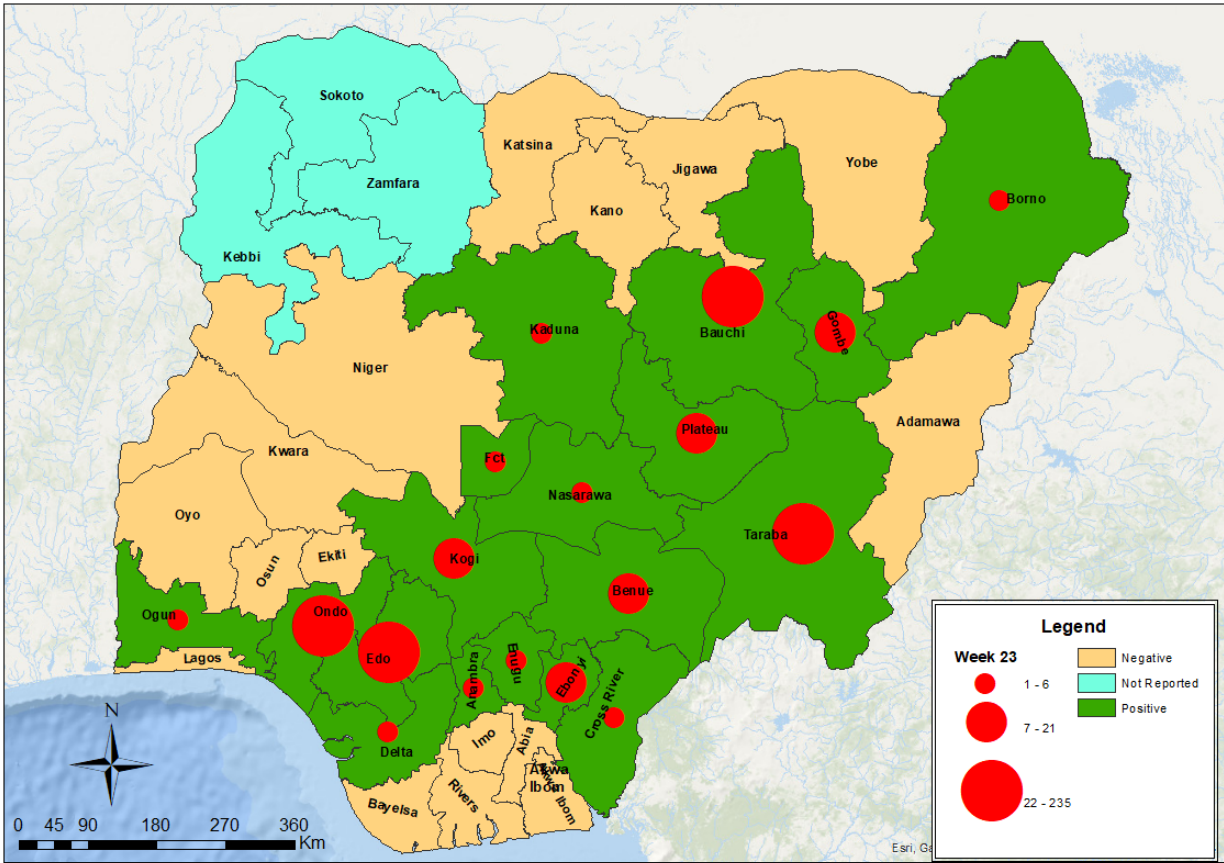 Sokoto
Katsina
Jigawa
Yobe
Zamfara
Kano
Borno
Kebbi
Kaduna
Bauchi
Gombe
Niger
Adamawa
Plateau
Kwara
Fct
Nasarawa
Oyo
Taraba
Osun
Ekiti
Kogi
Benue
Ogun
Ondo
Lagos
Edo
Anambra
Enugu
Ebonyi
Cross River
Delta
Imo
Abia
Akwa
Ibom
Akwa Ibom
Bayelsa
Rivers
N
0 45 90 180 270 360
Km
Legend
Week 23
1 - 6
7 - 21
22 - 235
Negative
Not Reported
Positive
Esri,